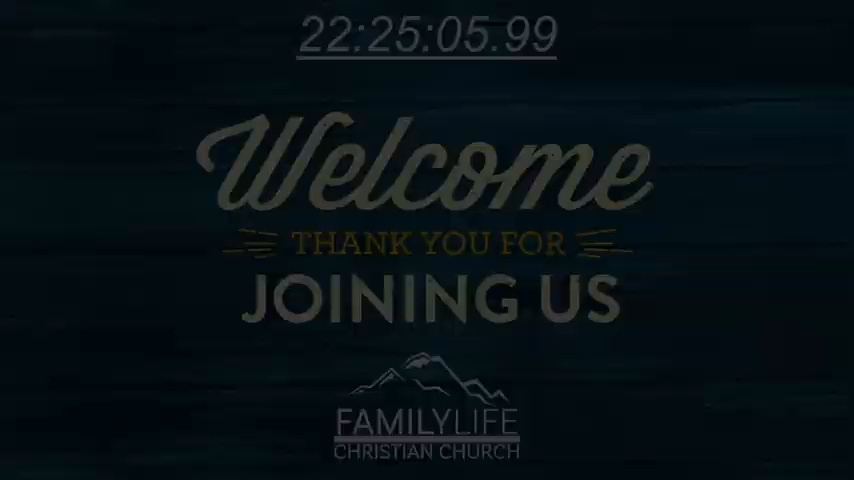 22:25:05.99
Welcome
THANK YOU FOR
JOINING US
FAMILYLIFE
CHRISTIAN CHURCH